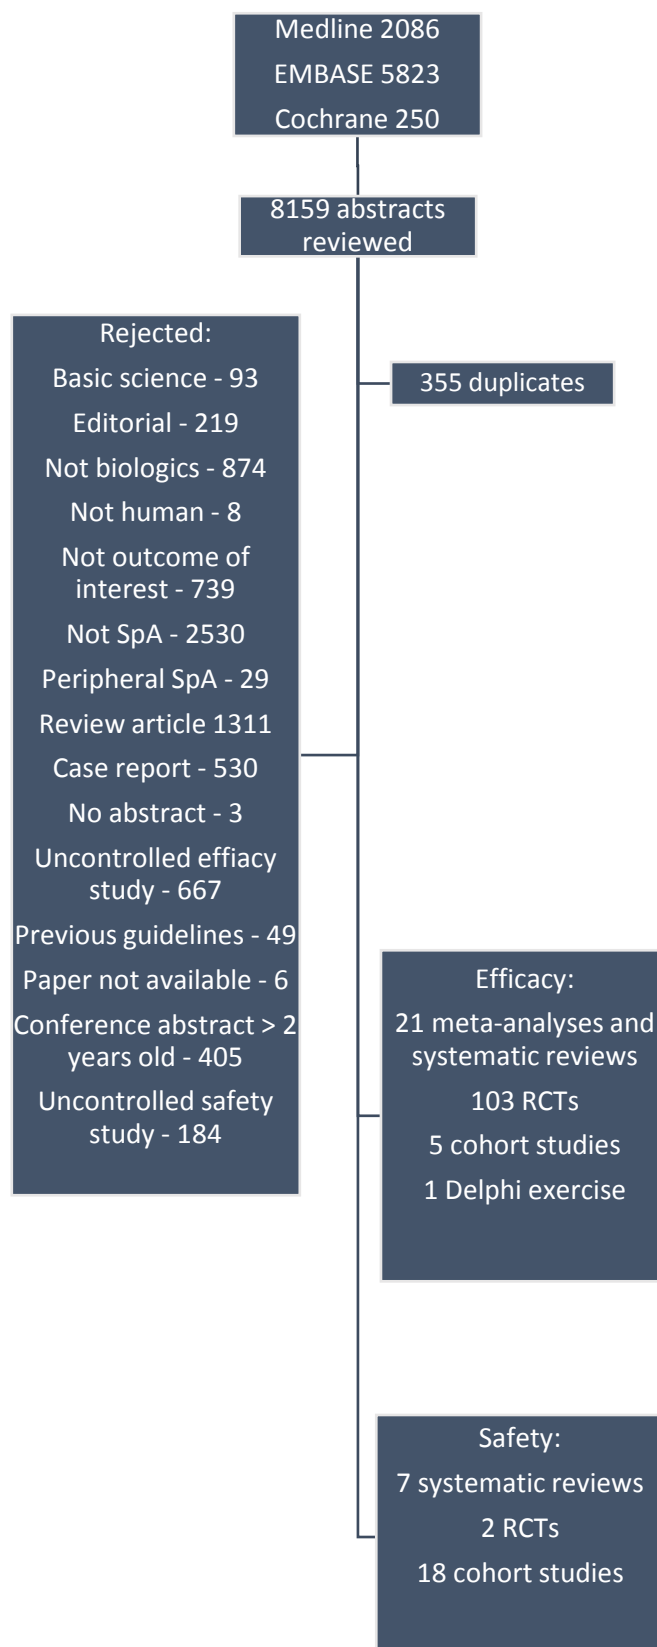 Medline 2086
EMBASE 5823
Cochrane 250
8159 abstracts
reviewed
355 duplicates
Rejected:
Basic science - 93
Editorial - 219
Not biologics - 874
Not human - 8
Not outcome of
interest - 739
Not SpA - 2530
Peripheral SpA - 29
Review article 1311
Case report - 530
No abstract - 3
Uncontrolled effiacy
study - 667
Previous guidelines - 49
Paper not available - 6
Conference abstract > 2
years old - 405
Uncontrolled safety
study - 184
Efficacy:
21 meta-analyses and
systematic reviews
103 RCTs
5 cohort studies
1 Delphi exercise
Safety:
7 systematic reviews
2 RCTs
18 cohort studies